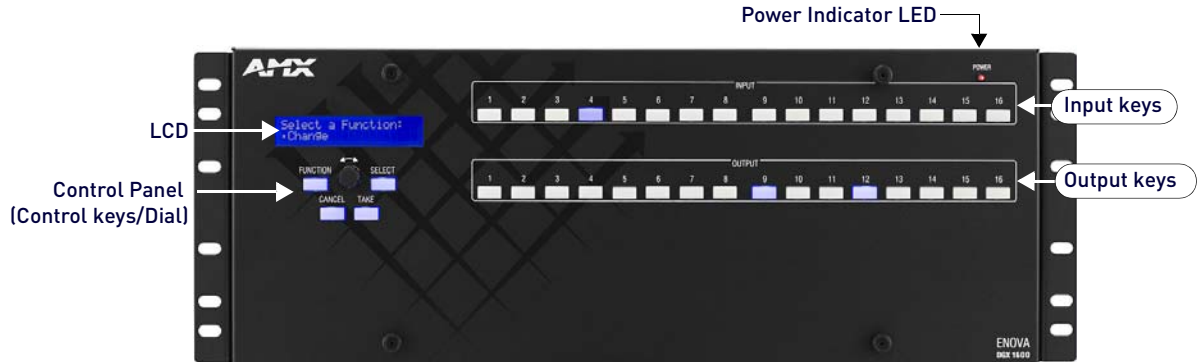 Power Indicator LED
AMX
POWER
INPUT
1 2 3 4 5 6 7 8 9 10 11 12 13 14 15 16
Input keys
LCD
Select a Function:
•Change
OUTPUT
1 2 3 4 5 6 7 8 9 10 11 12 13 14 15 16
Output keys
FUNCTION
SELECT
Control Panel
(Control keys/Dial)
CANCEL
TAKE
ENOVA
DGX 1600